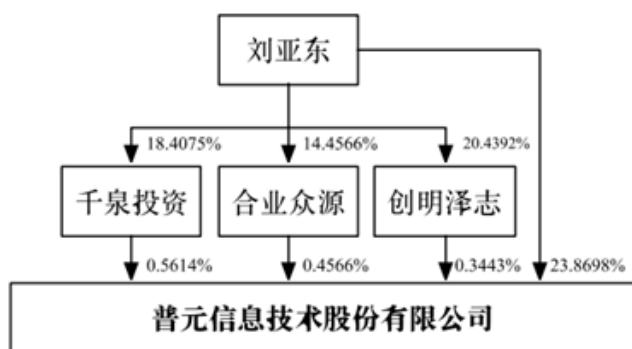 刘亚东
18.4075%
14.4566%
20.4392%
千泉投资
合业众源
创明泽志
0.5614%
0.4566%
0.3443%
23.8698%
普元信息技术股份有限公司